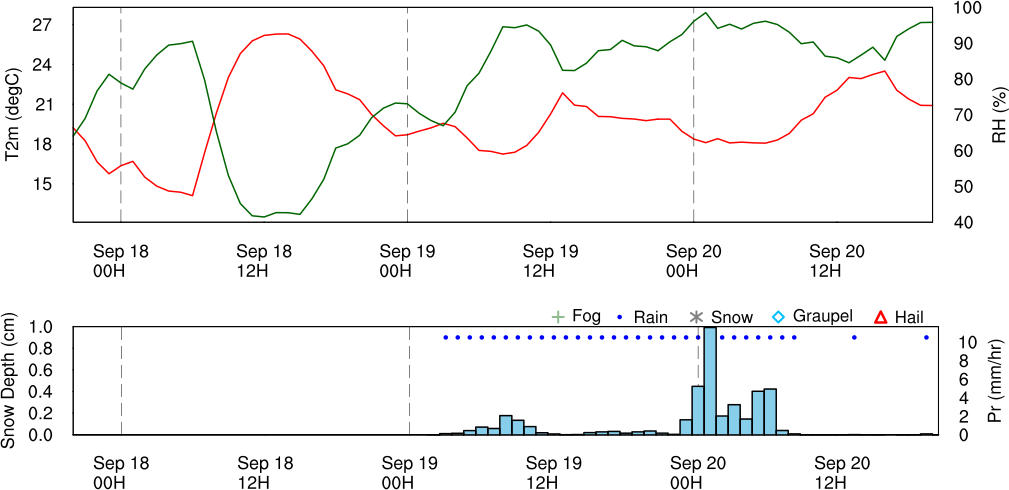 27
24
21
18
15
T2m (degC)
100
90
80
70
60
50
40
RH (%)
Sep 18 Sep 18 Sep 19 Sep 19 Sep 20 Sep 20
00H 12H 00H 12H 00H 12H
Fog Rain Snow Graupel Hail
1.0
0.8
0.6
0.4
0.2
0.0
Snow Depth (cm)
10
8
6
4
2
0
Pr (mm/hr)
Sep 18 Sep 18 Sep 19 Sep 19 Sep 20 Sep 20
00H 12H 00H 12H 00H 12H